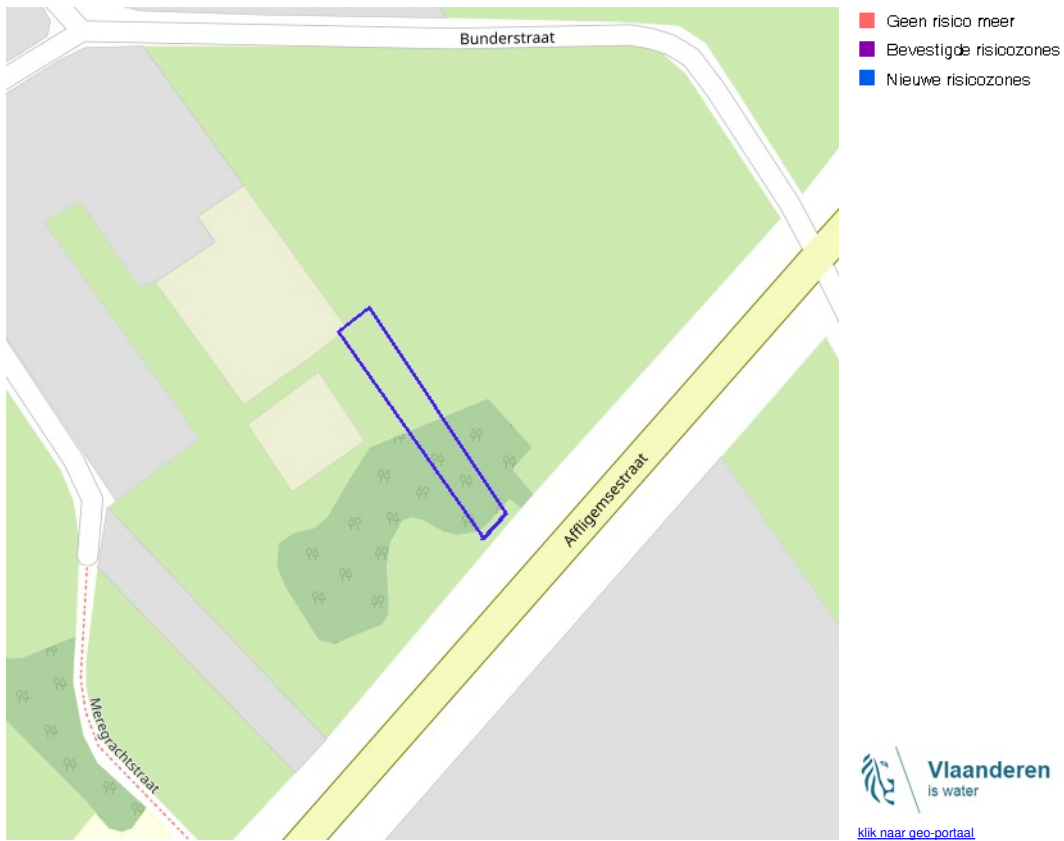 Bunderstraat
Affligemsestraat
Meregrachtstraat
Geen risico meer
Bevestigde risicozones
Nieuwe risicozones
Vlaanderen
is water
klik naar geo-portaal